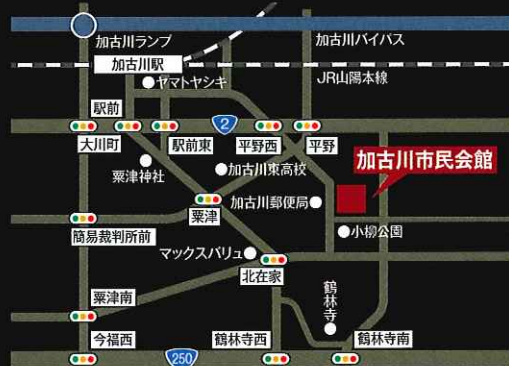 加古川ランプ
加古川バイパス
加古川駅
JR山陽本線
ヤマトヤシキ
駅前
2
大川町
駅前東
平野西
平野
加古川市民会館
粟津神社
加古川東高校
粟津
加古川郵便局
簡易裁判所前
小柳公園
マックスバリュ
北在家
粟津南
鶴林寺
今福西
250
鶴林寺西
鶴林寺南